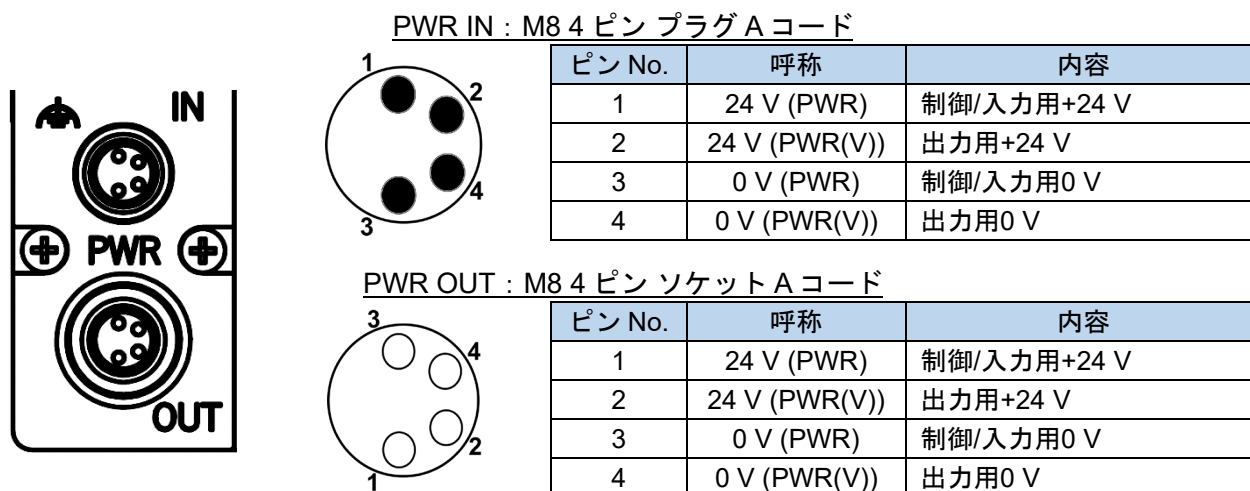 PWR IN：M8 4 ピン プラグ A コード
1
2
4
3
ピン No. 呼称 内容
1 24 V (PWR) 制御/入力用+24 V
2 24 V (PWR(V)) 出力用+24 V
3 0 V (PWR) 制御/入力用0 V
4 0 V (PWR(V)) 出力用0 V
IN
PWR
OUT
PWR OUT：M8 4 ピン ソケット A コード
3
4
2
1
ピン No. 呼称 内容
1 24 V (PWR) 制御/入力用+24 V
2 24 V (PWR(V)) 出力用+24 V
3 0 V (PWR) 制御/入力用0 V
4 0 V (PWR(V)) 出力用0 V